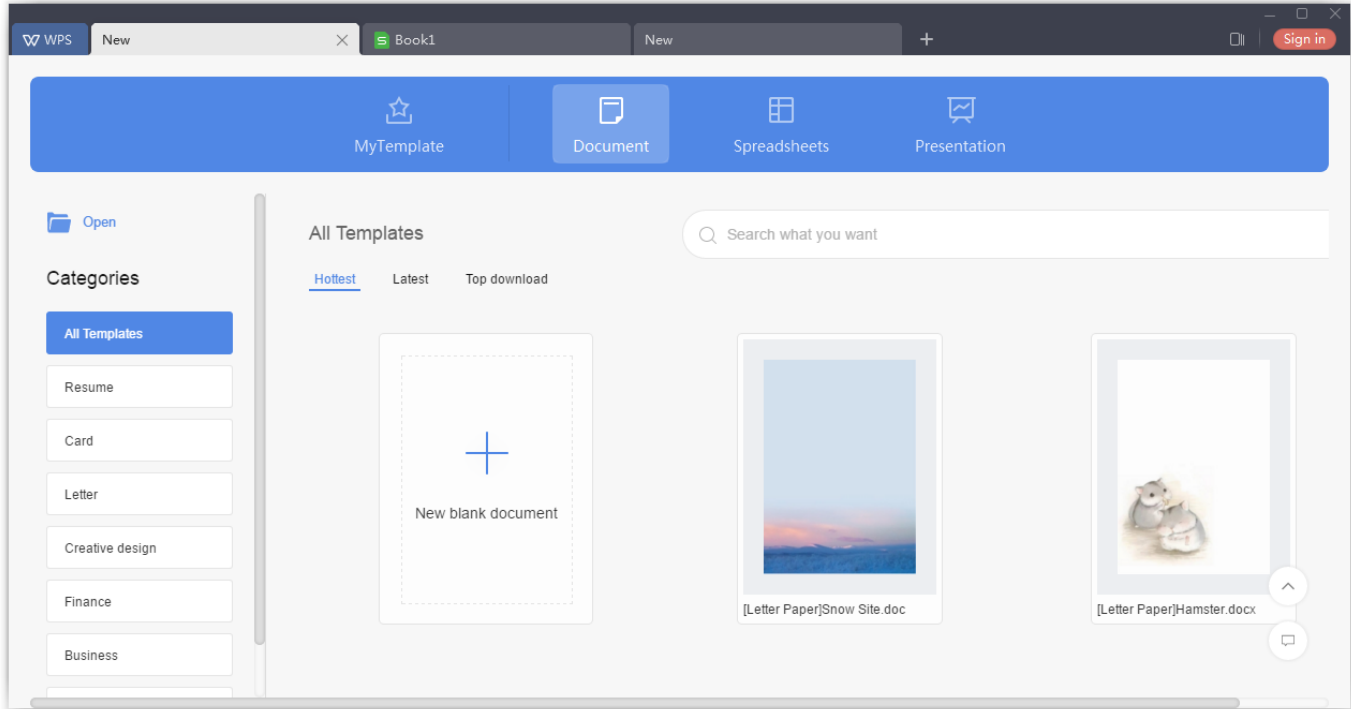 WPS
New
Book1
New
Sign in
MyTemplate
Document
Spreadsheets
Presentation
Open
Categories
All Templates
Resume
Card
Letter
Creative design
Finance
Business
All Templates
Search what you want
Hottest
Latest
Top download
New blank document
[Letter Paper]Snow Site.doc
[Letter Paper]Hamster.docx